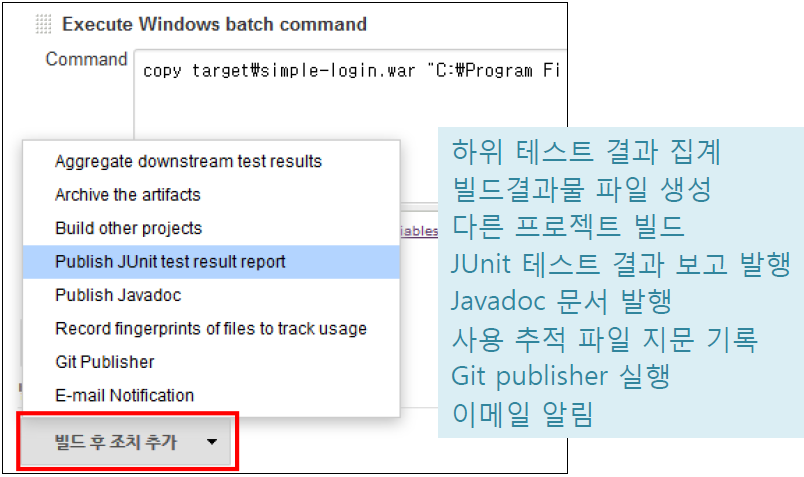 Execute Windows batch command
Command
copy target₩simple-login.war "C:₩Program Fi
Aggregate downstream test results
Archive the artifacts
Build other projects
Publish JUnit test result report
Publish Javadoc
Record fingerprints of files to track usage
Git Publisher
E-mail Notification
iables
빌드 후 조치 추가
하위 테스트 결과 집계
빌드결과물 파일 생성
다른 프로젝트 빌드
JUnit 테스트 결과 보고 발행
Javadoc 문서 발행
사용 추적 파일 지문 기록
Git publisher 실행
이메일 알림